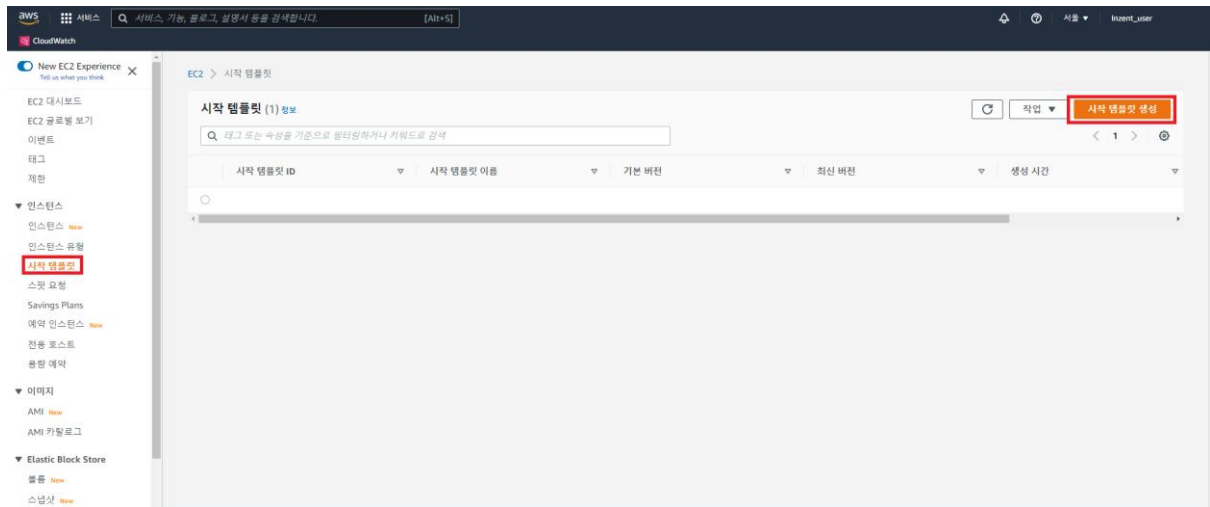 aws 서비스 서비스, 기능, 블로그, 설명서 등을 검색합니다. [Alt+S] 서울 ▼ Inzent_user
CloudWatch
New EC2 Experience
Tell us what you think
EC2 대시보드
EC2 글로벌 보기
이벤트
태그
제한
▼ 인스턴스
인스턴스 New
인스턴스 유형
시작 템플릿
스팟 요청
Savings Plans
예약 인스턴스 New
전용 호스트
용량 예약
▼ 이미지
AMI New
AMI 카탈로그
▼ Elastic Block Store
볼륨 New
스냅샷 New
EC2 > 시작 템플릿
시작 템플릿 (1) 정보
작업 ▼
시작 템플릿 생성
태그 또는 속성을 기준으로 필터링하거나 키워드로 검색
< 1 >
시작 템플릿 ID 시작 템플릿 이름 기본 버전 최신 버전 생성 시간